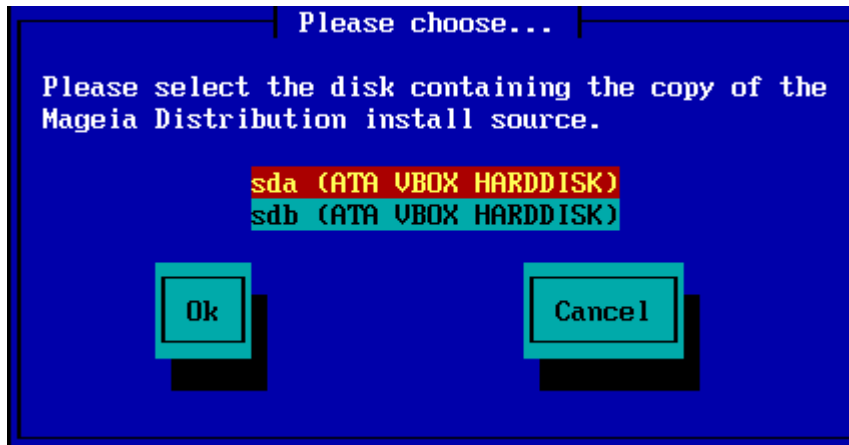 Please choose...
Please select the disk containing the copy of the
Mageia Distribution install source.
sda (ATA VBOX HARDDISK)
sdb (ATA VBOX HARDDISK)
Ok Cancel